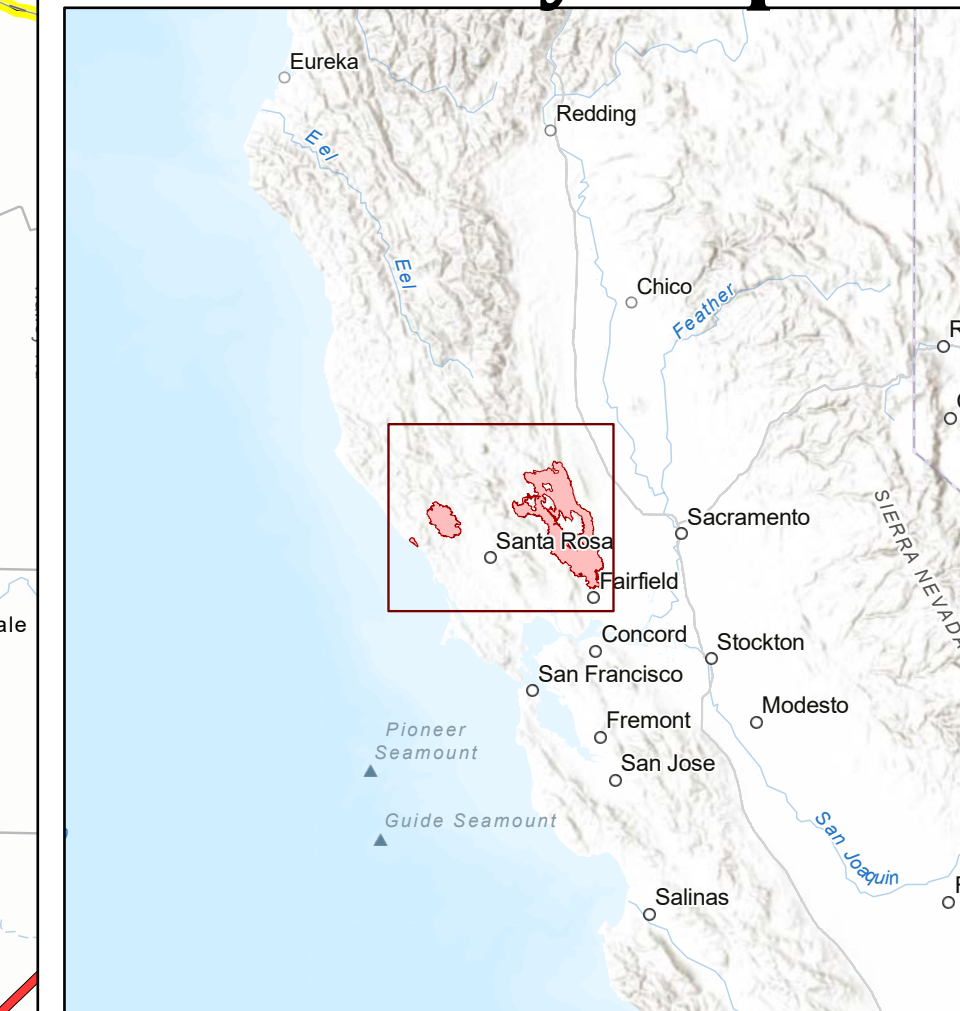 Eureka
Redding
Eel
Eel
Chico
Feather
Sacramento
Santa Rosa
Fairfield
SIERRA NEVADA
Concord
Stockton
San Francisco
Modesto
Fremont
Pioneer
Seamount
San Jose
Guide Seamount
San Joaquin
Salinas